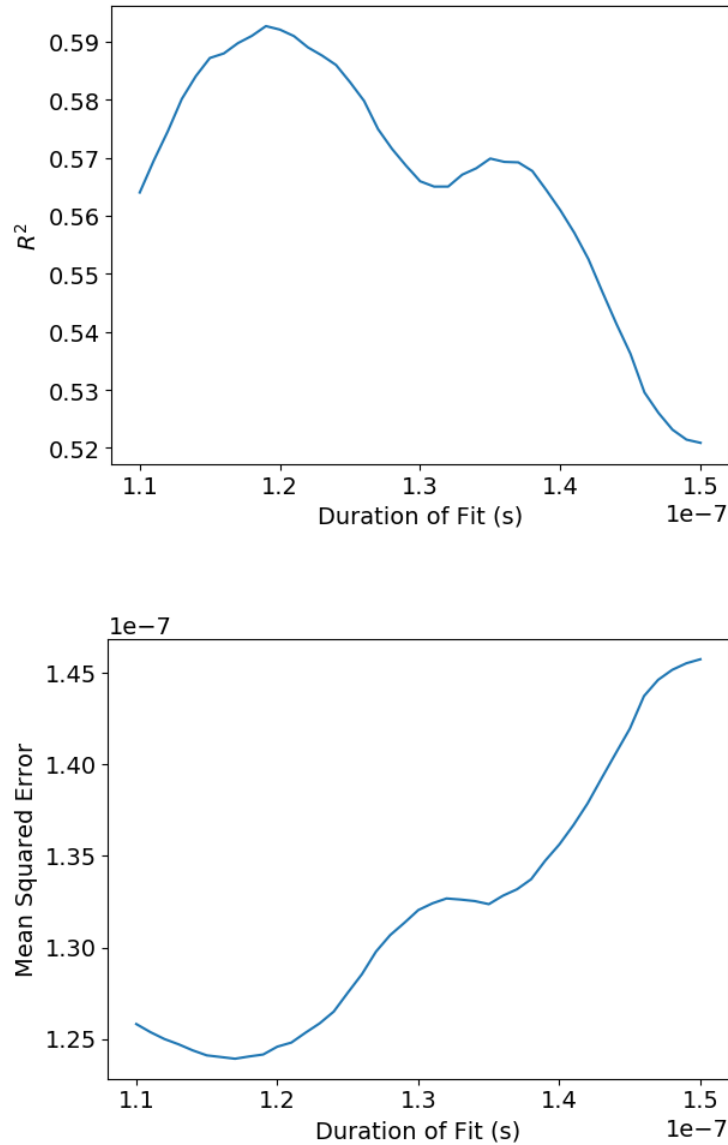 0.59
0.58
0.57
0.56
0.55
0.54
0.53
0.52
R²
1.1 1.2 1.3 1.4 1.5
Duration of Fit (s)
1e−7
1e−7
1.45
1.40
1.35
1.30
1.25
Mean Squared Error
1.1 1.2 1.3 1.4 1.5
Duration of Fit (s)
1e−7